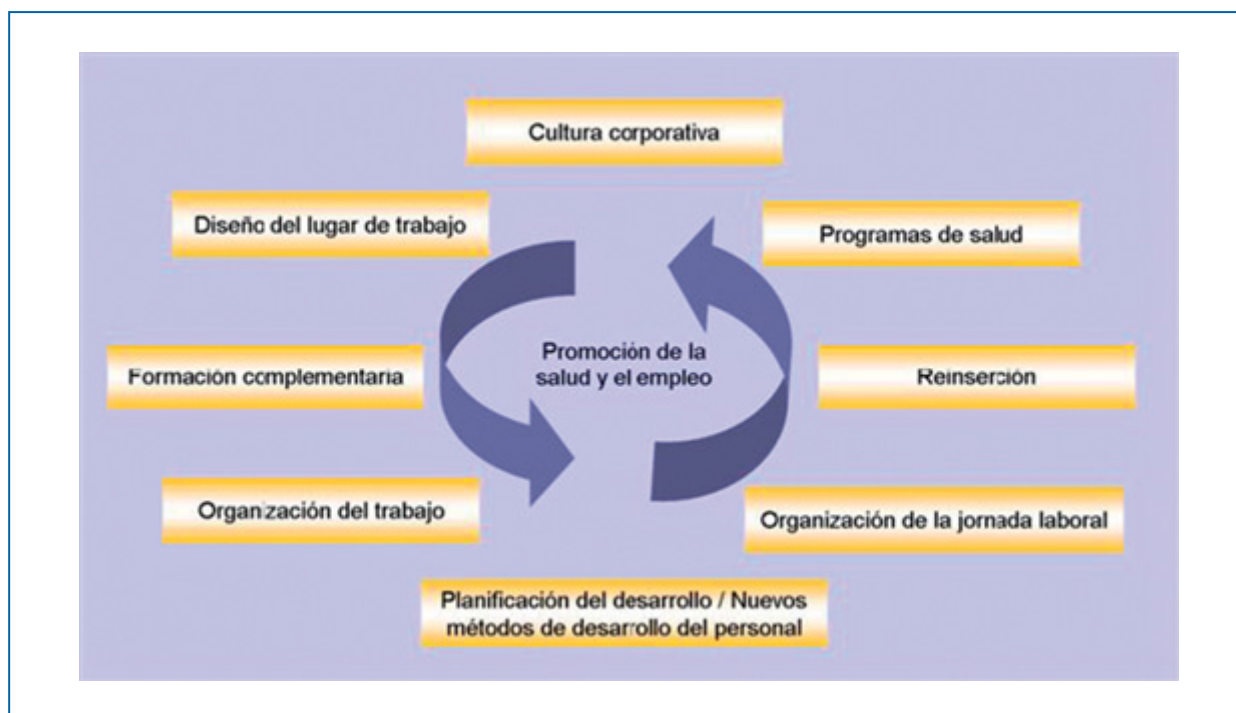 Cultura corporativa
Diseño del lugar de trabajo
Programas de salud
Formación complementaria
Promoción de la
salud y el empleo
Reinserción
Organización del trabajo
Organización de la jornada laboral
Planificación del desarrollo / Nuevos
métodos de desarrollo del personal